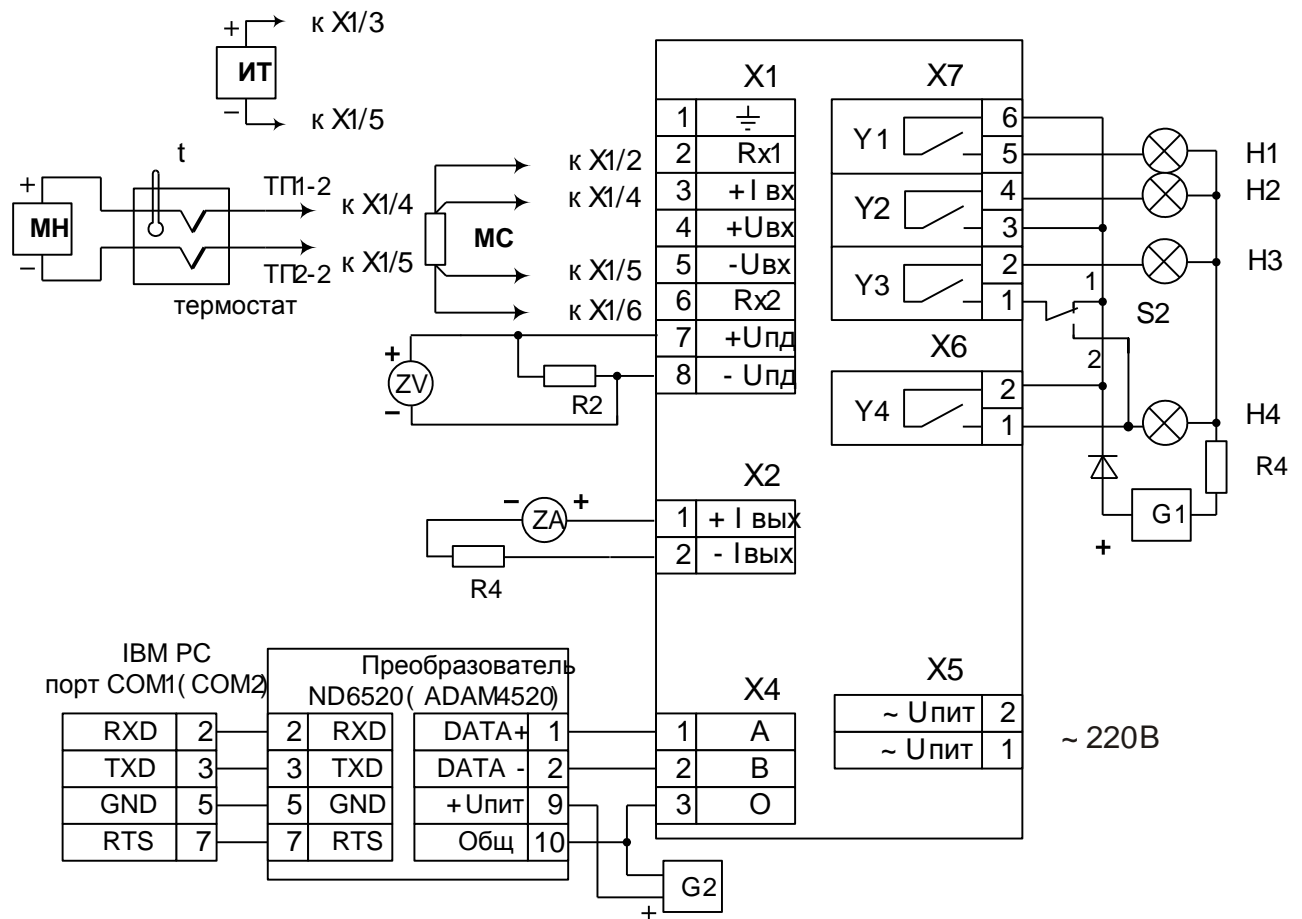 +
к X1/3
ИТ
−
к X1/5
t
+
МН
−
ТП1-2
к X1/4
ТП2-2
к X1/5
термостат
к X1/2
к X1/4
МС
к X1/5
к X1/6
+
ZV
−
R2
X1
1 ⏚
2 Rx1
3 +I вх
4 +Uвх
5 -Uвх
6 Rx2
7 +Uпд
8 - Uпд
X7
Y1 6
5
Y2 4
3
Y3 2
1
H1
H2
H3
1
S2
2
X6
Y4 2
1
H4
R4
G1
+
X2
1 + I вых
2 - I вых
− ZA +
R4
IBM PC
порт COM1( COM2)
RXD 2
TXD 3
GND 5
RTS 7
Преобразователь
ND6520( ADAM4520)
2 RXD DATA+ 1
3 TXD DATA - 2
5 GND +Uпит 9
7 RTS Общ 10
X4
1 A
2 B
3 O
G2
+
X5
~ Uпит 2
~ Uпит 1
~ 220В